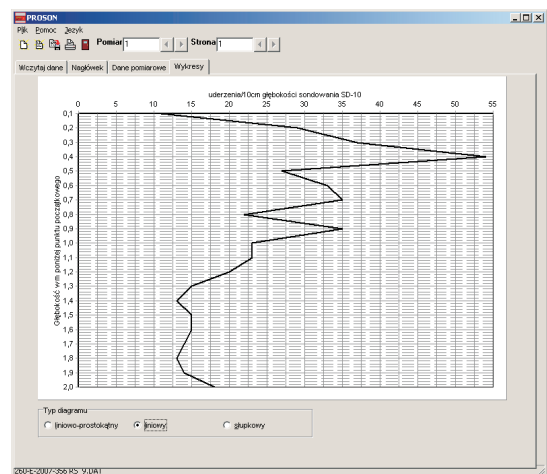 PROSON
Plik Pomoc Język
Pomiar 1 Strona 1
Wczytaj dane Nagłówek Dane pomiarowe Wykresy
uderzenia/10cm głębokości sondowania SD-10
0 5 10 15 20 25 30 35 40 45 50 55
Głębokość w m poniżej punktu początkowego
0,1
0,2
0,3
0,4
0,5
0,6
0,7
0,8
0,9
1,0
1,1
1,2
1,3
1,4
1,5
1,6
1,7
1,8
1,9
2,0
Typ diagramu
liniowo-prostokątny liniowy słupkowy
260-E-2007-356 RS_9.DAT